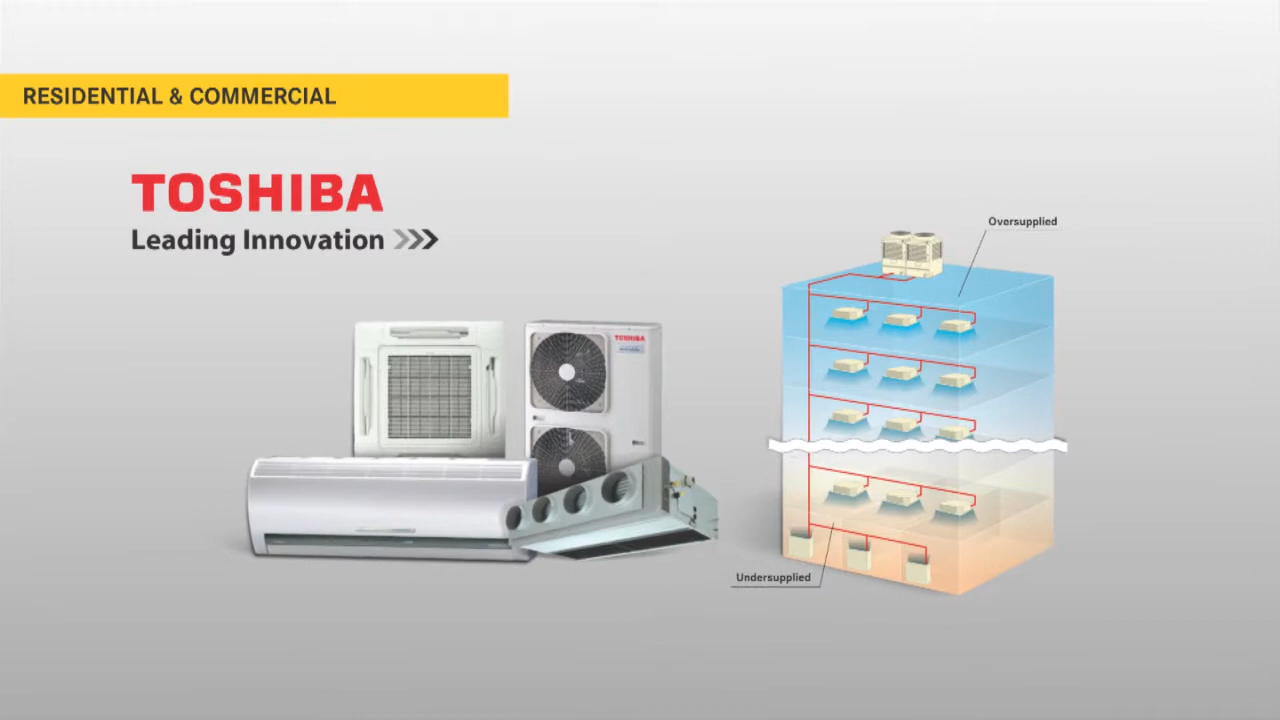 RESIDENTIAL & COMMERCIAL
TOSHIBA
Leading Innovation
Oversupplied
TOSHIBA
Undersupplied